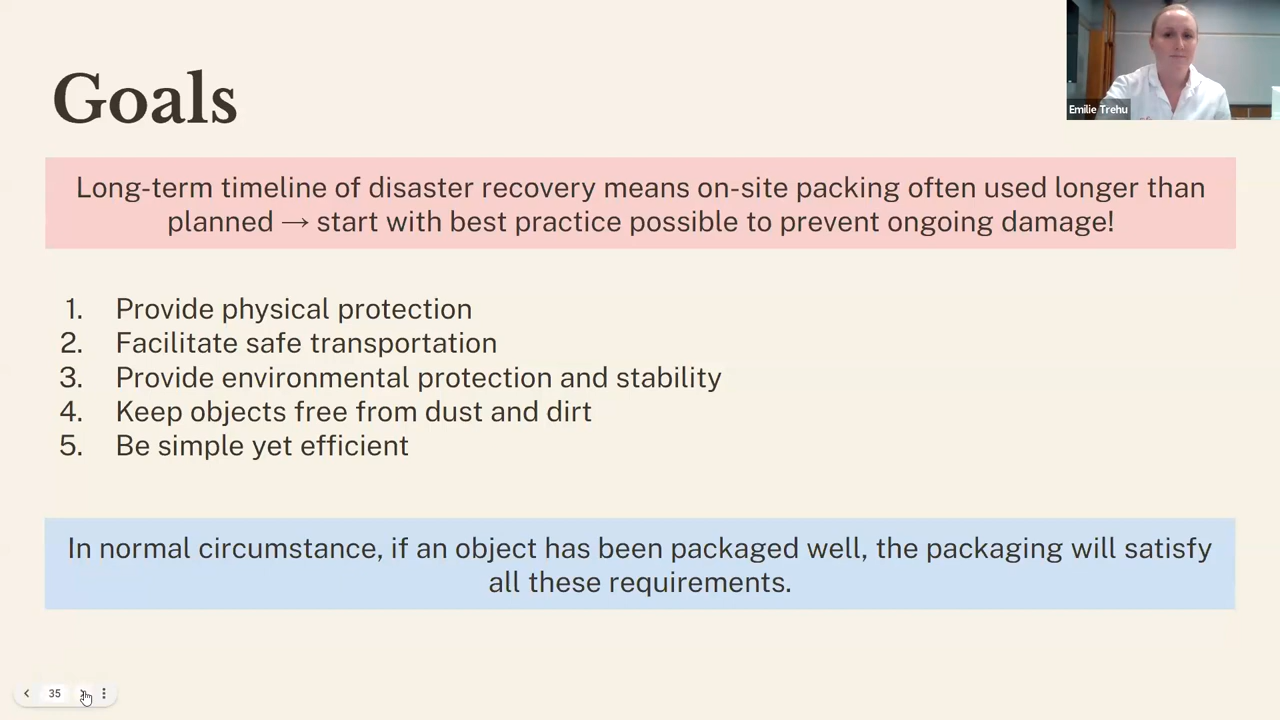 Goals
Emilie Trehu
Long-term timeline of disaster recovery means on-site packing often used longer than
planned → start with best practice possible to prevent ongoing damage!
1. Provide physical protection
2. Facilitate safe transportation
3. Provide environmental protection and stability
4. Keep objects free from dust and dirt
5. Be simple yet efficient
In normal circumstance, if an object has been packaged well, the packaging will satisfy
all these requirements.
35